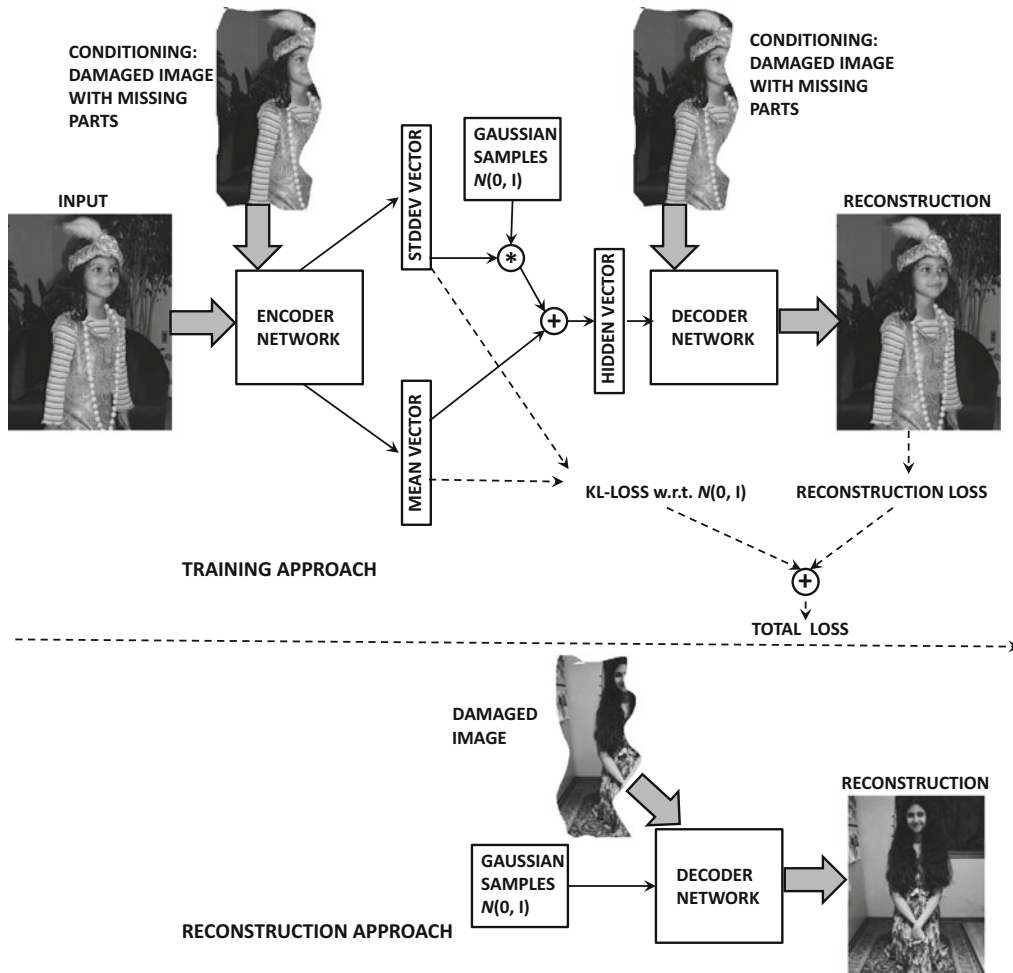 CONDITIONING:
DAMAGED IMAGE
WITH MISSING
PARTS
CONDITIONING:
DAMAGED IMAGE
WITH MISSING
PARTS
INPUT
STDDEV VECTOR
GAUSSIAN
SAMPLES
N(0, I)
RECONSTRUCTION
*
ENCODER
NETWORK
+
HIDDEN VECTOR
DECODER
NETWORK
MEAN VECTOR
KL-LOSS w.r.t. N(0, I)
RECONSTRUCTION LOSS
TRAINING APPROACH
+
TOTAL LOSS
DAMAGED
IMAGE
RECONSTRUCTION
GAUSSIAN
SAMPLES
N(0, I)
DECODER
NETWORK
RECONSTRUCTION APPROACH